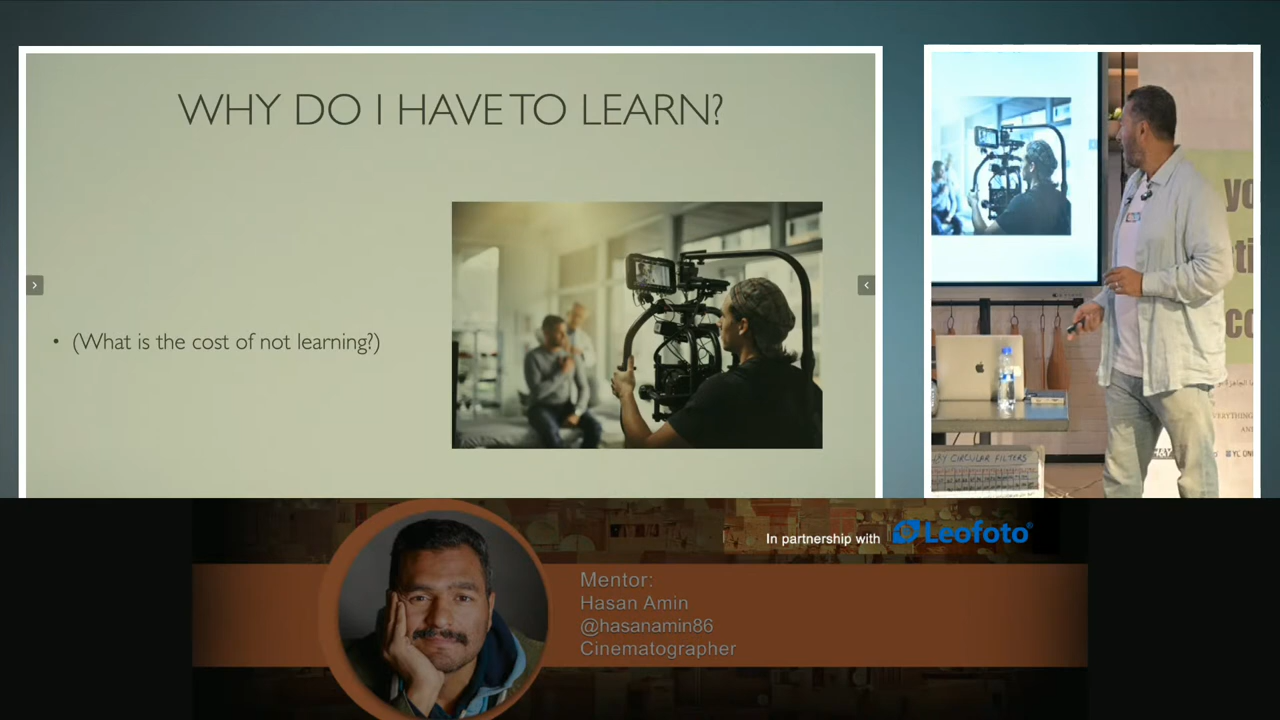 WHY DO I HAVE TO LEARN?
• (What is the cost of not learning?)
In partnership with Leofoto®
Mentor:
Hasan Amin
@hasanamin86
Cinematographer